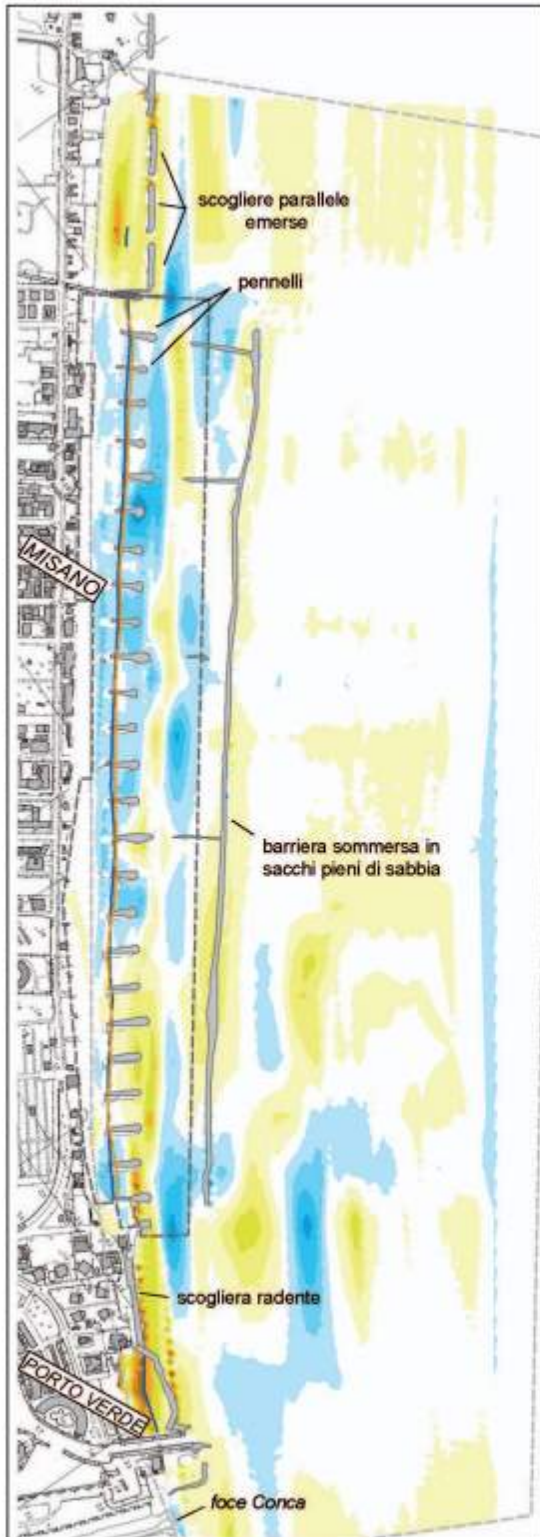 scogliere parallele
emerse
pennelli
MISANO
barriera sommersa in
sacchi pieni di sabbia
scogliera radente
PORTO VERDE
foce Conca